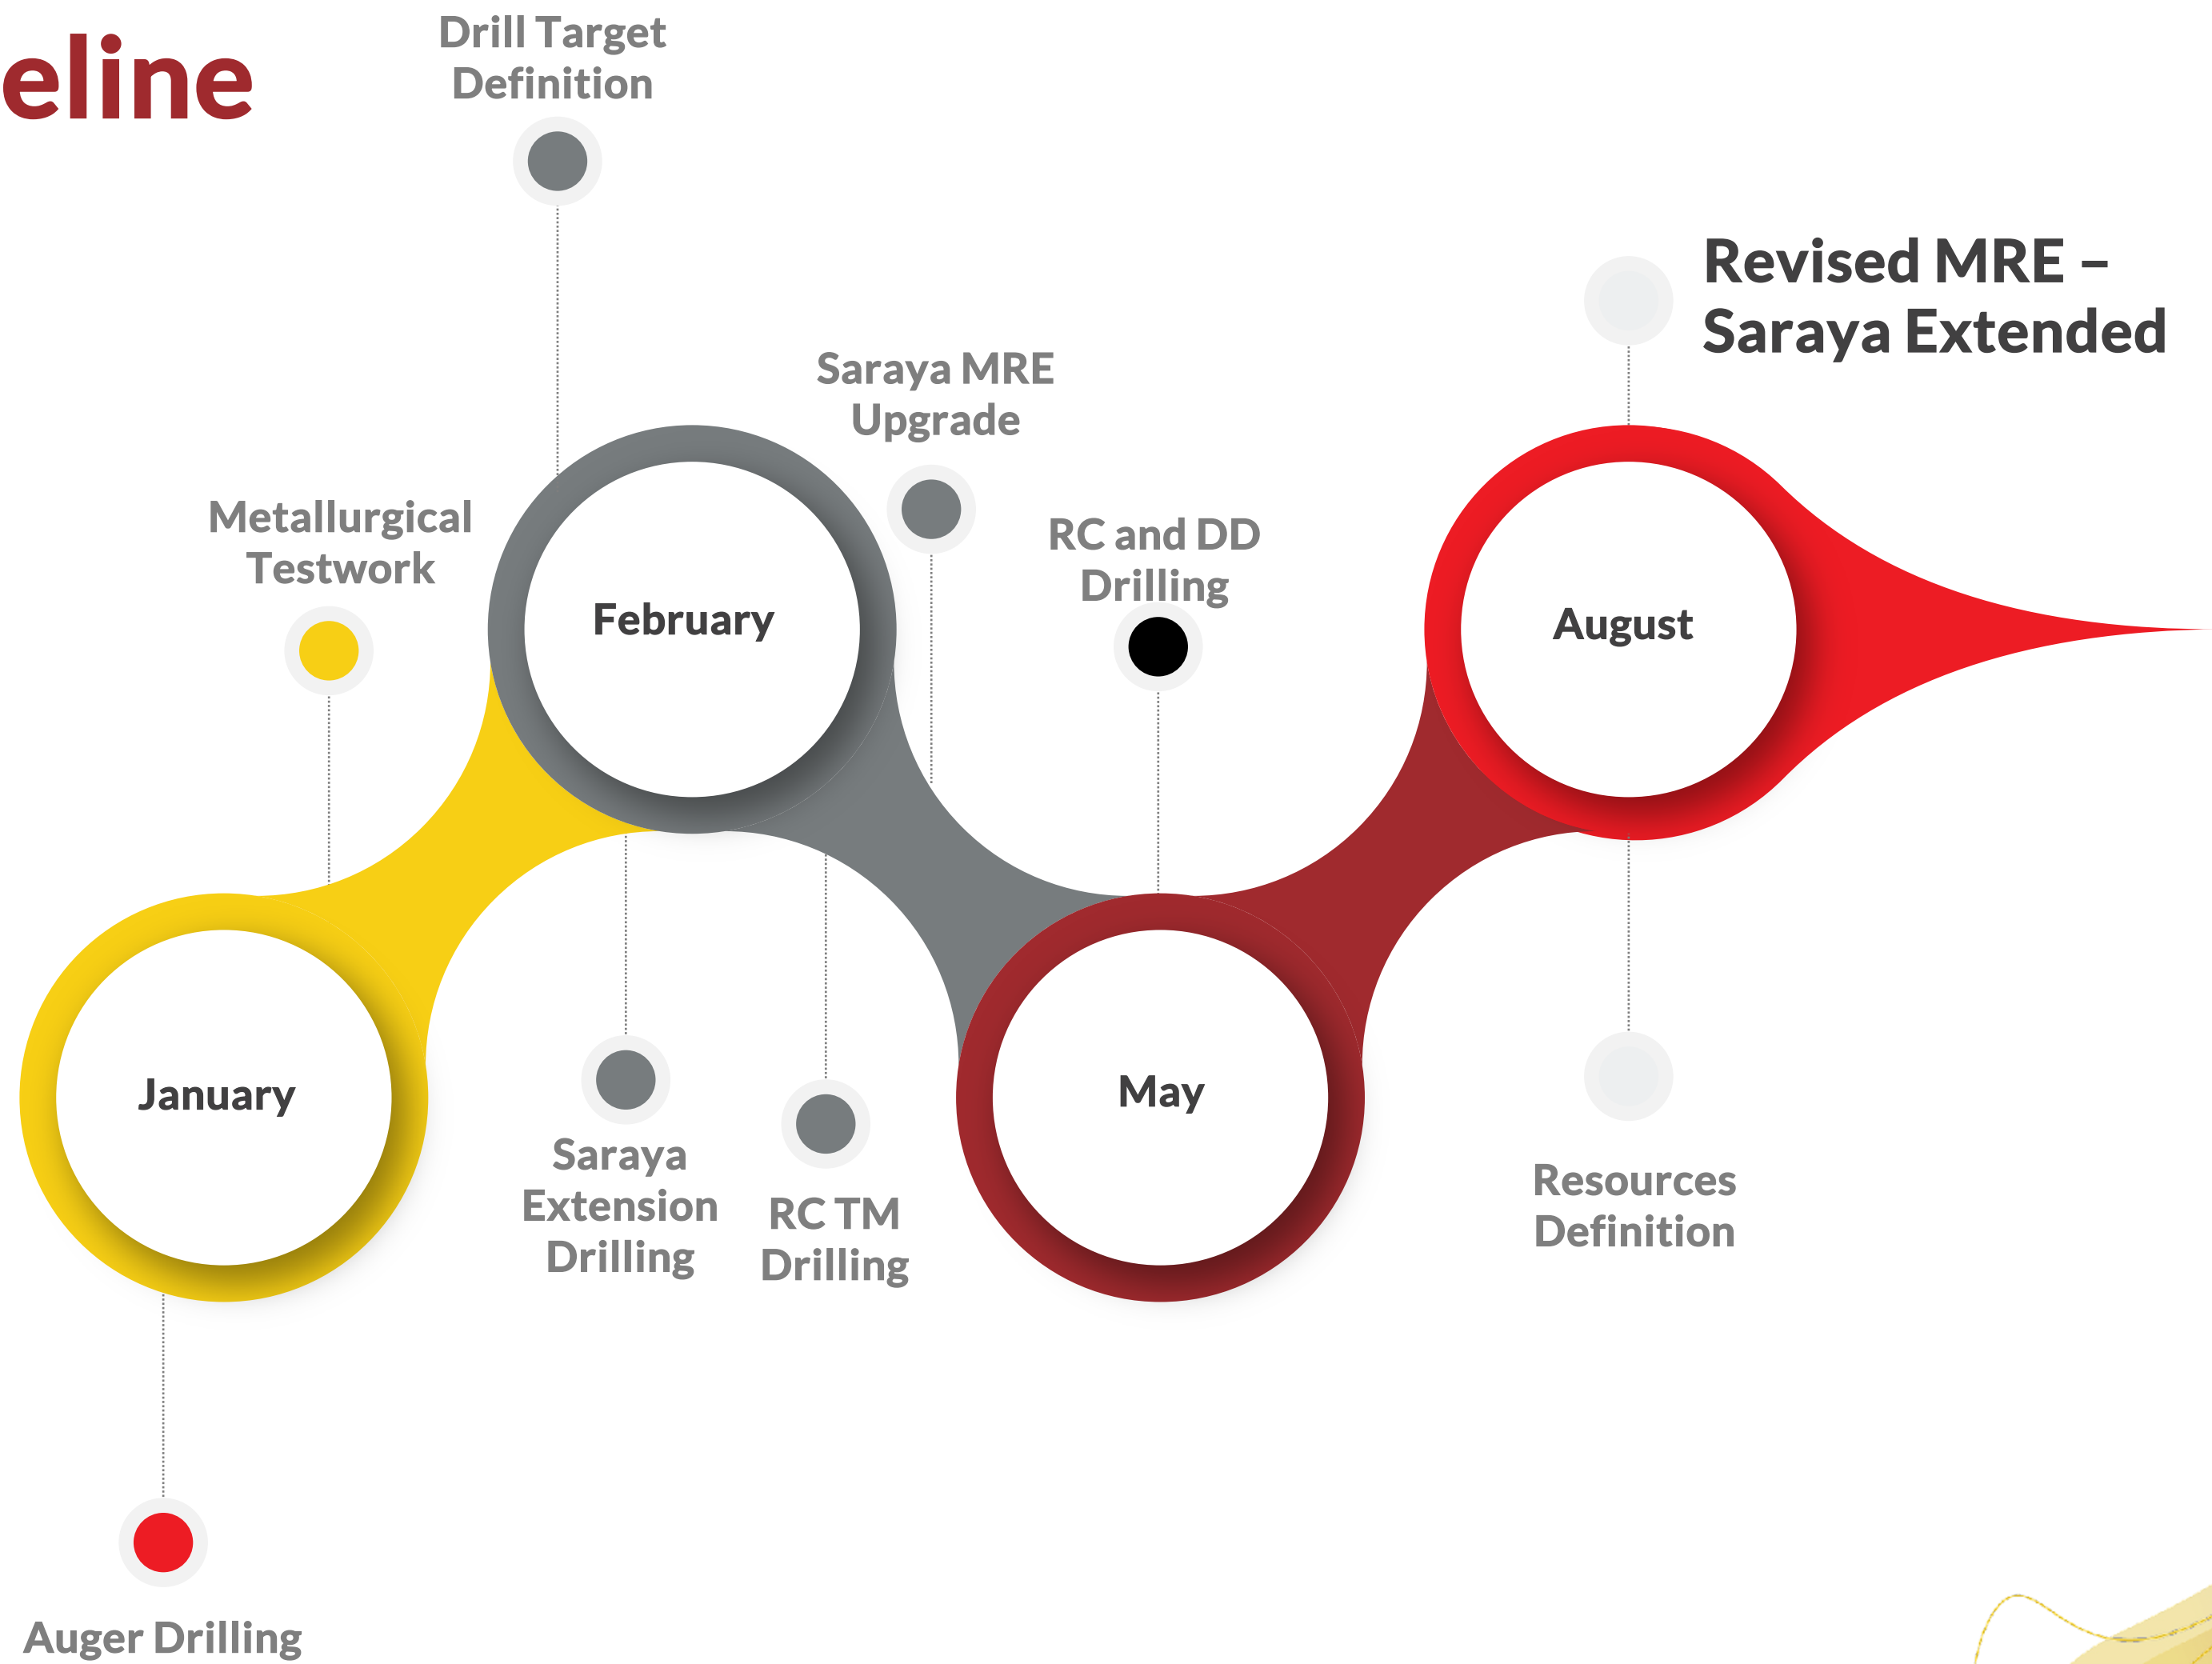 eline
Drill Target
Definition
Revised MRE –
Saraya Extended
Saraya MRE
Upgrade
Metallurgical
Testwork
RC and DD
Drilling
February
August
January
May
Saraya
Extension
Drilling
RC TM
Drilling
Resources
Definition
Auger Drilling